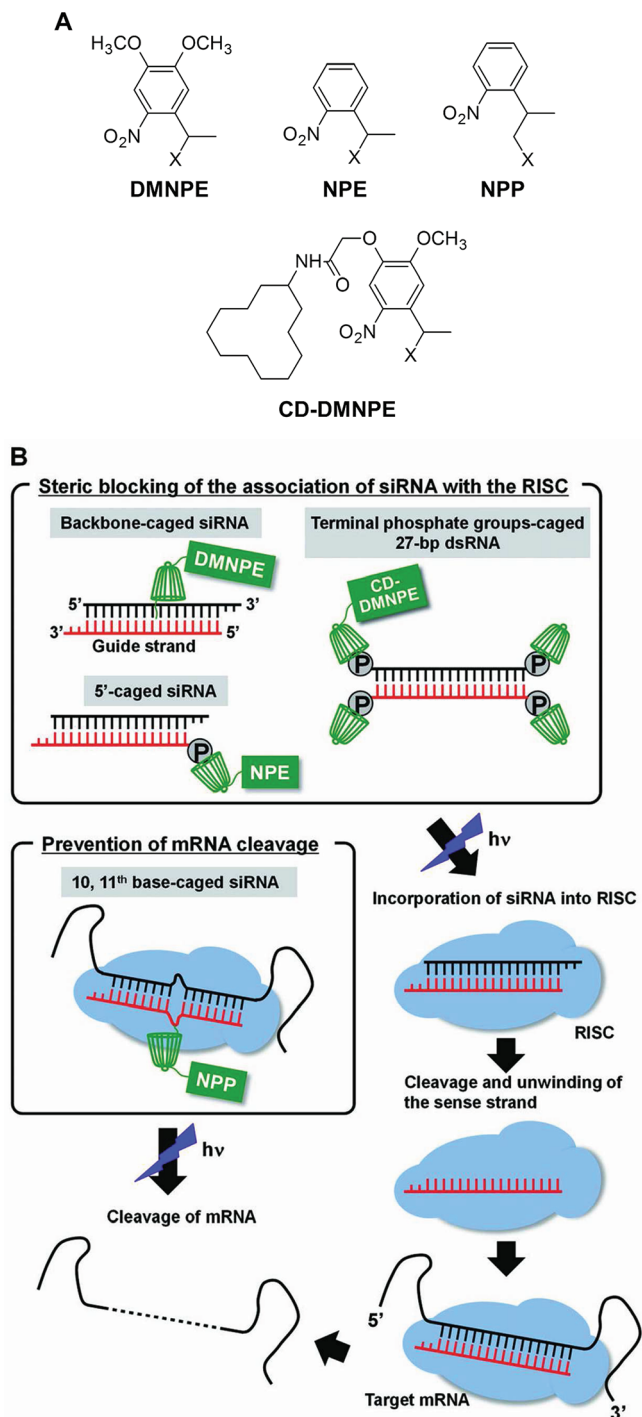 A
H₃CO
OCH₃
O₂N
X
DMNPE
O₂N
X
NPE
O₂N
X
NPP
NH
O
O
OCH₃
O₂N
X
CD-DMNPE
B
Steric blocking of the association of siRNA with the RISC
Backbone-caged siRNA
DMNPE
5’
3’
3’
5’
Guide strand
5’-caged siRNA
P
NPE
Terminal phosphate groups-caged
27-bp dsRNA
CD-
DMNPE
P
P
P
P
hν
Prevention of mRNA cleavage
10, 11ᵗʰ base-caged siRNA
NPP
hν
Cleavage of mRNA
Incorporation of siRNA into RISC
RISC
Cleavage and unwinding of
the sense strand
5’
Target mRNA
3’